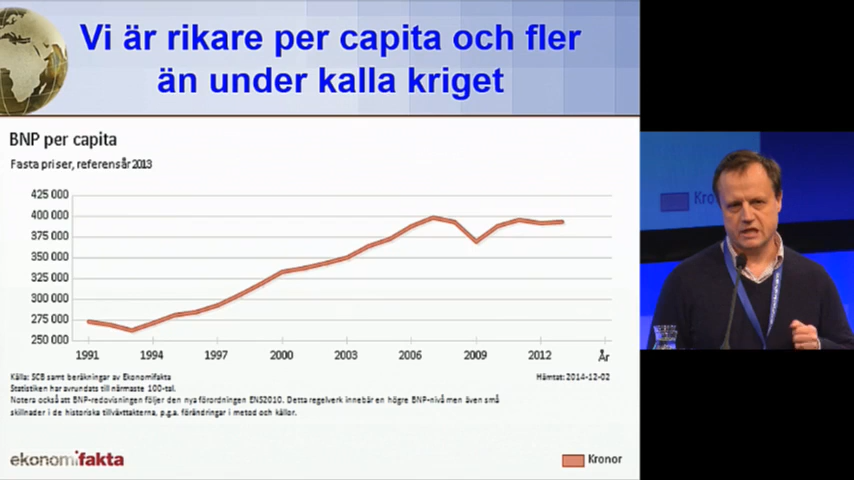 Vi är rikare per capita och fler
än under kalla kriget
BNP per capita
Fasta priser, referensår 2013
425 000
400 000
375 000
350 000
325 000
300 000
275 000
250 000
1991 1994 1997 2000 2003 2006 2009 2012 År
Källa: SCB samt beräkningar av Ekonomifakta
Hämtat: 2014-12-02
Statistiken har avrundats till närmaste 100-tal.
Notera också att BNP-redovisningen följer den nya förordningen ENS2010. Detta regelverk innebär en högre BNP-nivå men även små
skillnader i de historiska tillväxttakterna, p.g.a. förändringar i metod och källor.
ekonomifakta
Kronor
Kro